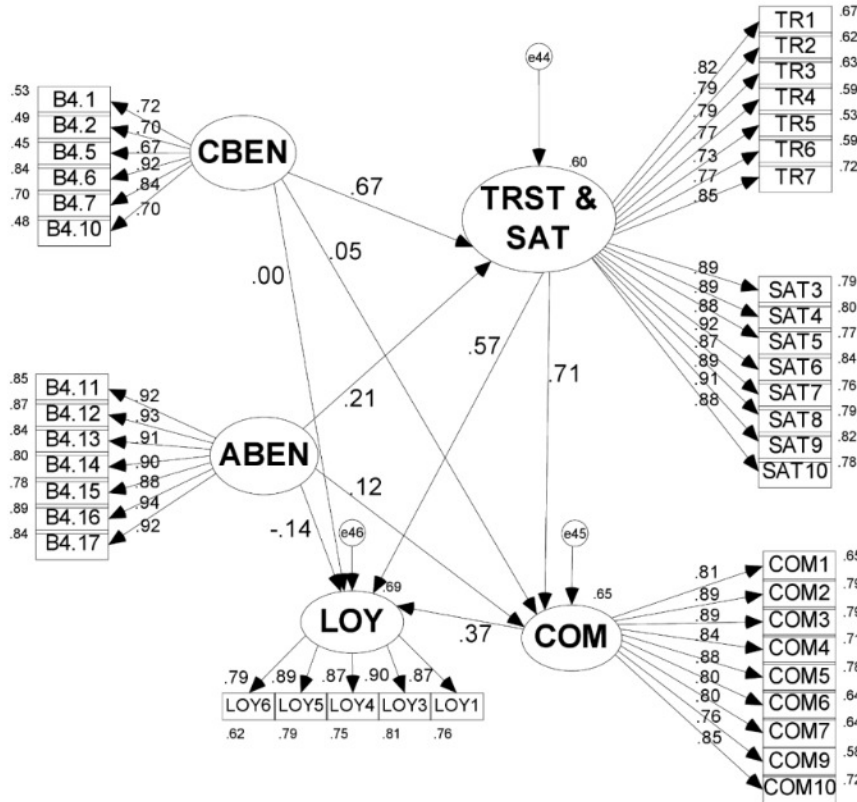 e44
.60
TRST & SAT
CBEN
.53 B4.1 .72
.49 B4.2 .70
.45 B4.5 .67
.84 B4.6 .92
.70 B4.7 .84
.48 B4.10 .70
.82 TR1 .67
.79 TR2 .62
.79 TR3 .63
.77 TR4 .59
.73 TR5 .53
.77 TR6 .59
.85 TR7 .72
.67
.05
.00
.57
.71
.21
.12
-.14
.89 SAT3 .79
.89 SAT4 .80
.88 SAT5 .77
.92 SAT6 .84
.87 SAT7 .76
.89 SAT8 .79
.91 SAT9 .82
.88 SAT10 .78
ABEN
.85 B4.11 .92
.87 B4.12 .93
.84 B4.13 .91
.80 B4.14 .90
.78 B4.15 .88
.89 B4.16 .94
.84 B4.17 .92
e46
.69
LOY
.37
e45
.65
COM
.79 .89 .87 .90 .87
LOY6 LOY5 LOY4 LOY3 LOY1
.62 .79 .75 .81 .76
.81 COM1 .65
.89 COM2 .79
.89 COM3 .79
.84 COM4
.88 COM5 .78
.80 COM6 .64
.80 COM7 .64
.76 COM9 .58
.85 COM10 .72